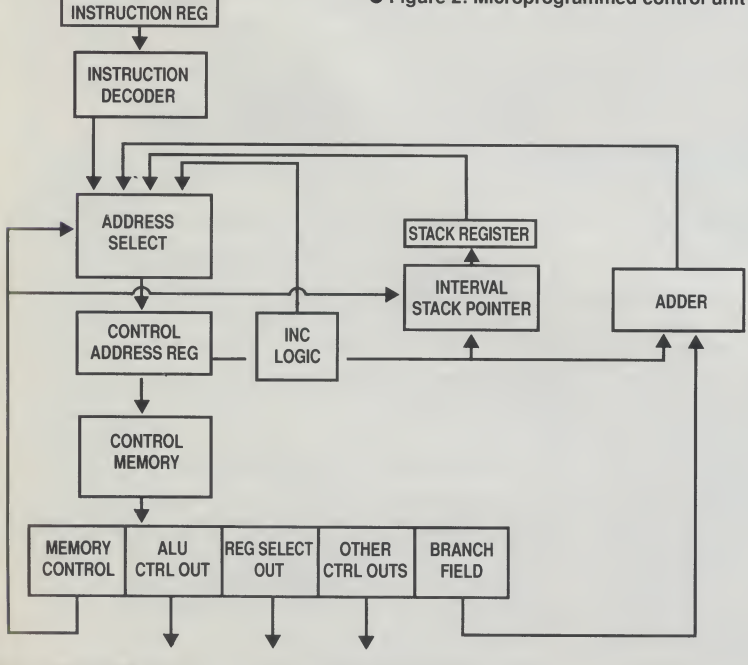 Figure 2: Microprogrammed control unit
INSTRUCTION REG
INSTRUCTION
DECODER
ADDRESS
SELECT
STACK REGISTER
INTERVAL
STACK POINTER
ADDER
CONTROL
ADDRESS REG
INC
LOGIC
CONTROL
MEMORY
MEMORY
CONTROL
ALU
CTRL OUT
REG SELECT
OUT
OTHER
CTRL OUTS
BRANCH
FIELD